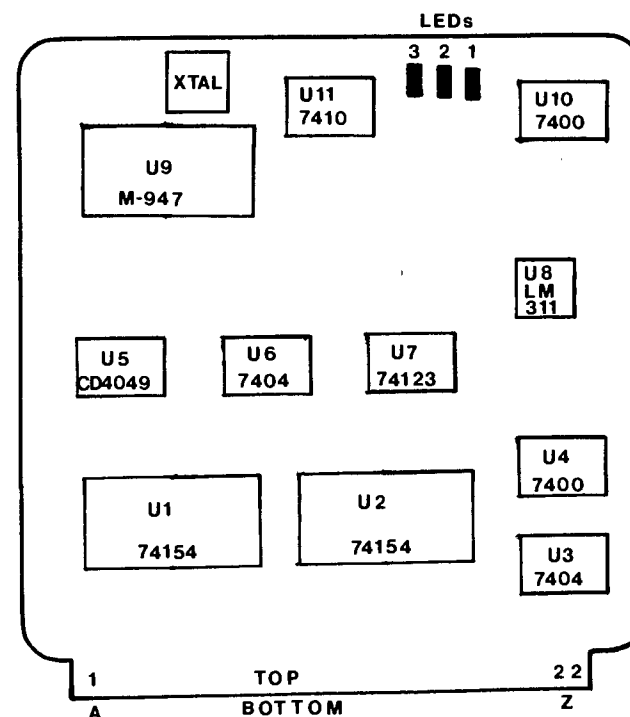 LEDs
3 2 1
XTAL
U11
7410
U10
7400
U9
M-947
U8
LM
311
U5
CD4049
U6
7404
U7
74123
U4
7400
U1
74154
U2
74154
U3
7404
1 TOP 22
A BOTTOM Z